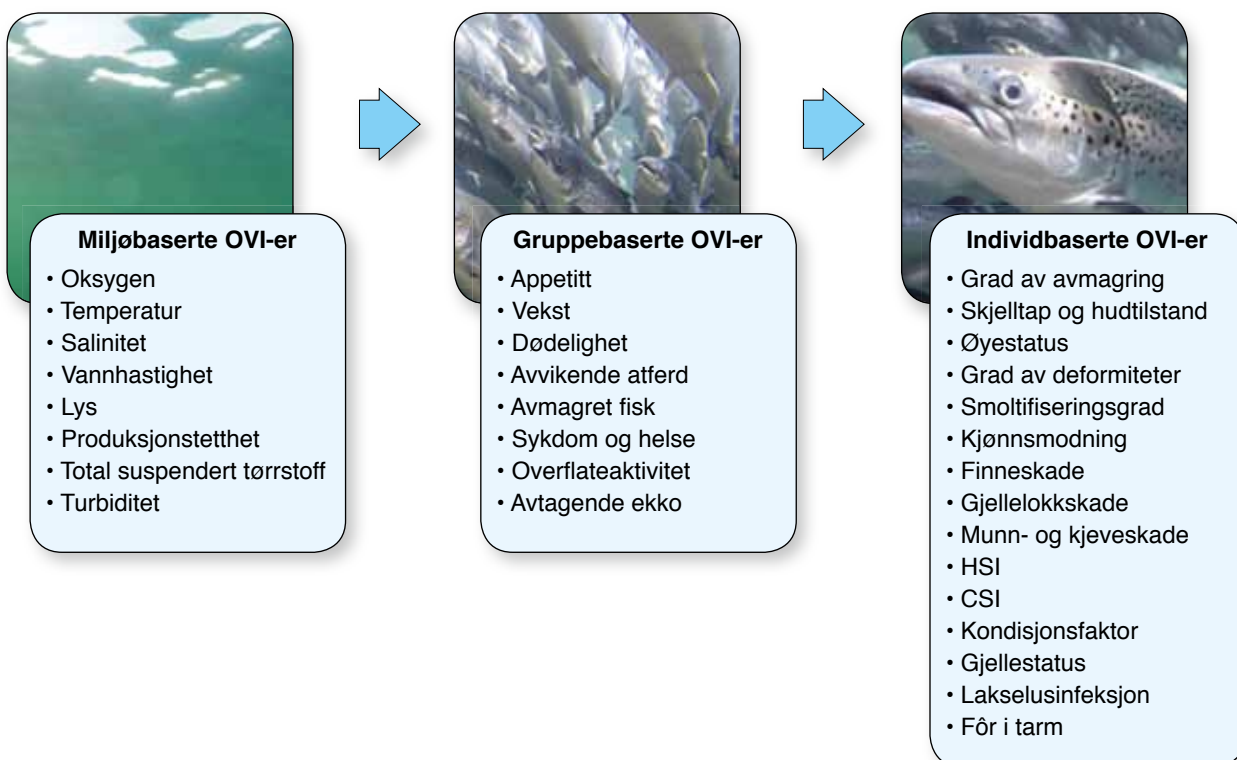 Miljøbaserte OVI-er
• Oksygen
• Temperatur
• Salinitet
• Vannhastighet
• Lys
• Produksjonstetthet
• Total suspendert tørrstoff
• Turbiditet
Gruppebaserte OVI-er
• Appetitt
• Vekst
• Dødelighet
• Avvikende atferd
• Avmagret fisk
• Sykdom og helse
• Overflateaktivitet
• Avtagende ekko
Individbaserte OVI-er
• Grad av avmagring
• Skjelltap og hudtilstand
• Øyestatus
• Grad av deformiteter
• Smoltifiseringsgrad
• Kjønnsmodning
• Finneskade
• Gjellelokkskade
• Munn- og kjeveskade
• HSI
• CSI
• Kondisjonsfaktor
• Gjellestatus
• Lakselusinfeksjon
• Fôr i tarm